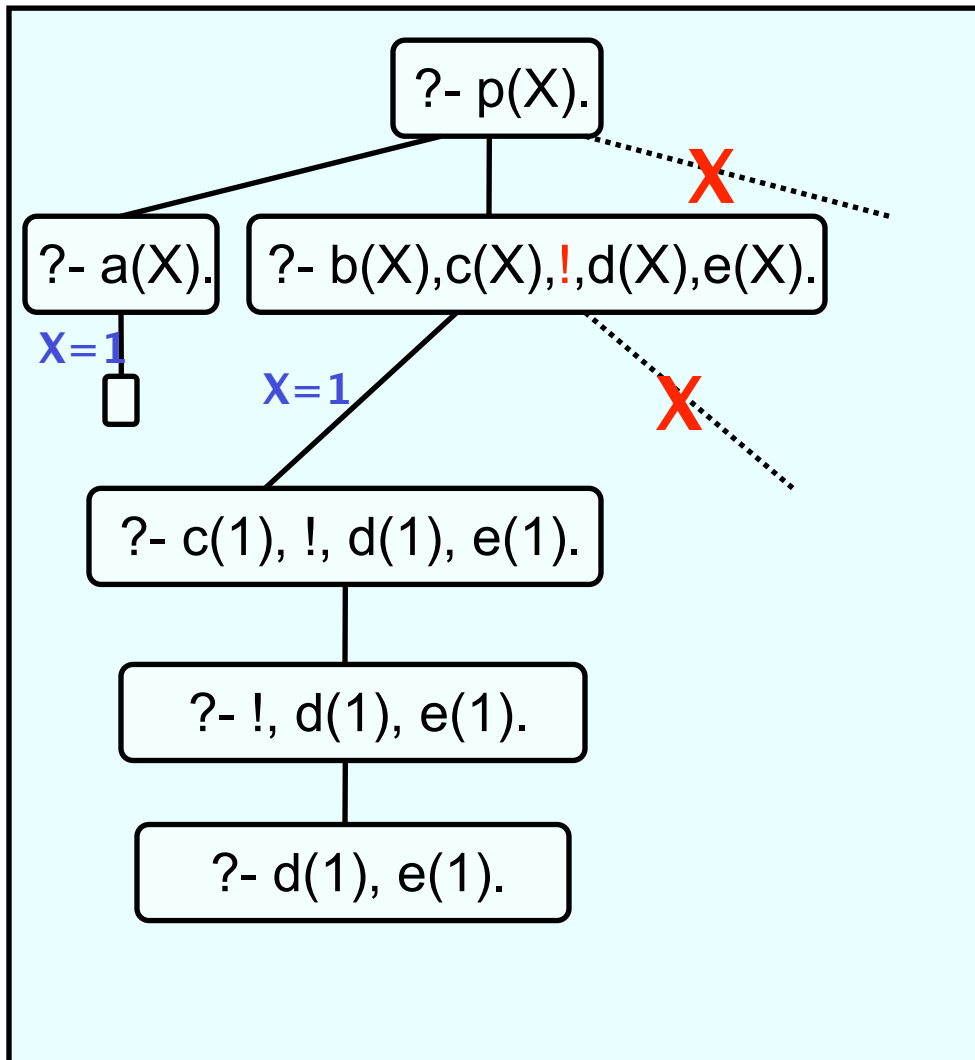 ?- p(X).
X
?- a(X).
?- b(X),c(X),!,d(X),e(X).
X=1
X=1
X
?- c(1), !, d(1), e(1).
?- !, d(1), e(1).
?- d(1), e(1).